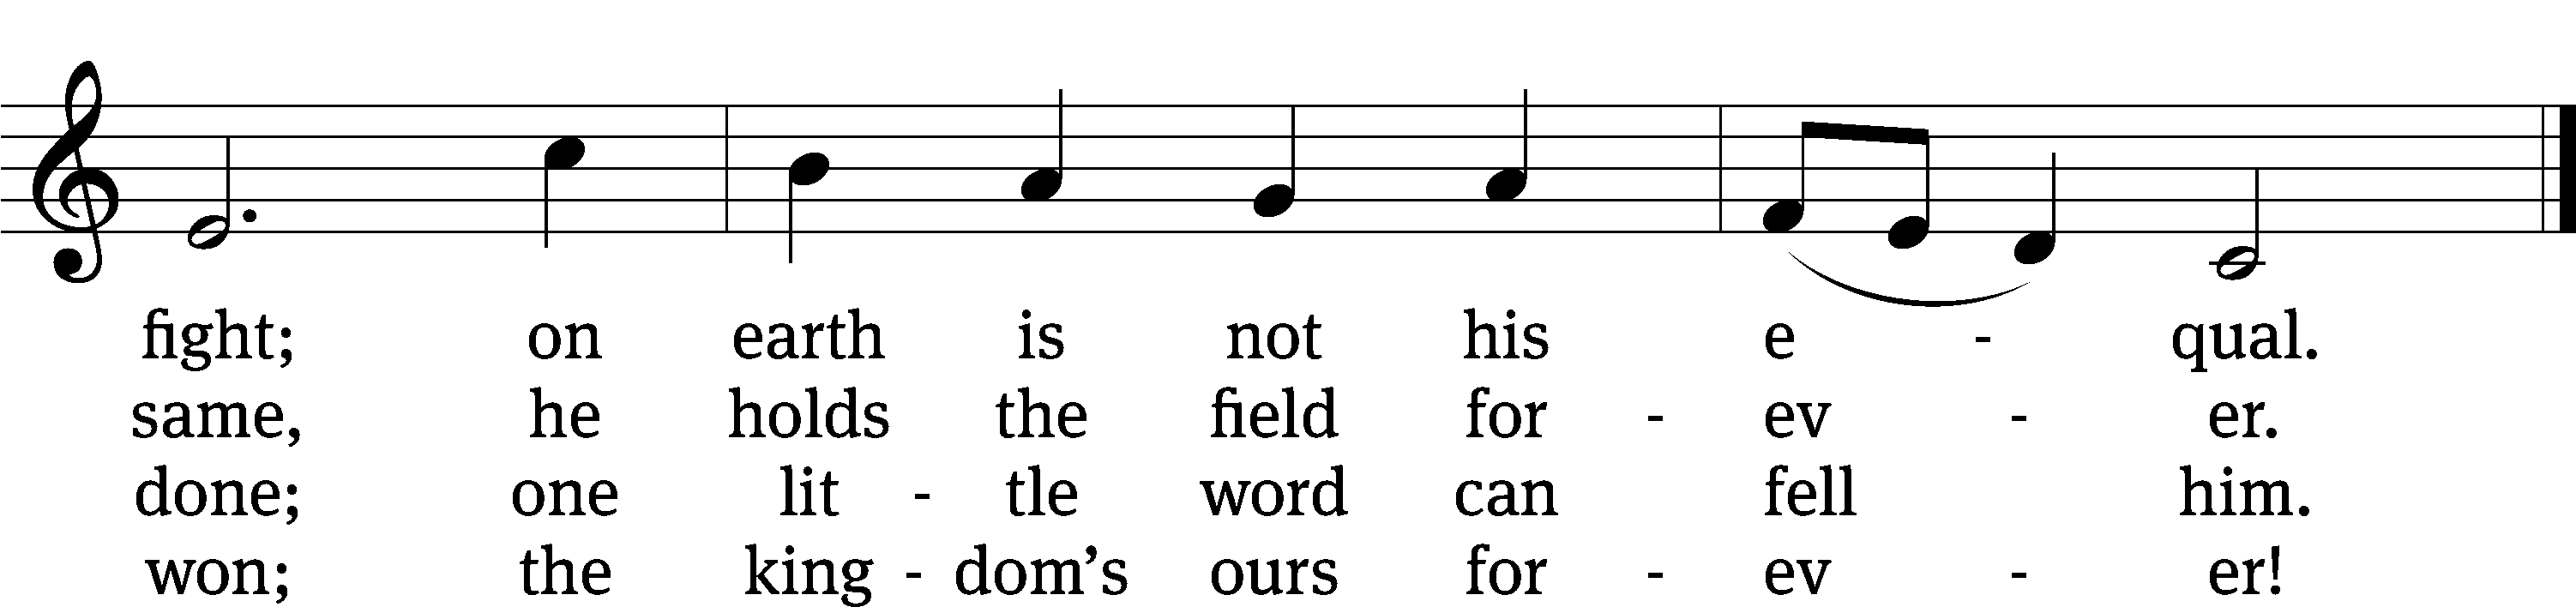 fight; on earth is not his e - qual.
same, he holds the field for - ev - er.
done; one lit - tle word can fell him.
won; the king - dom’s ours for - ev - er!